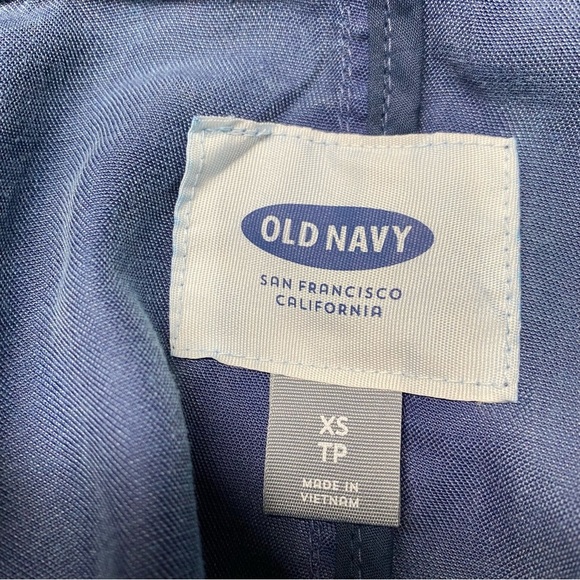 OLD NAVY
SAN FRANCISCO
CALIFORNIA
XS
TP
MADE IN
VIETNAM